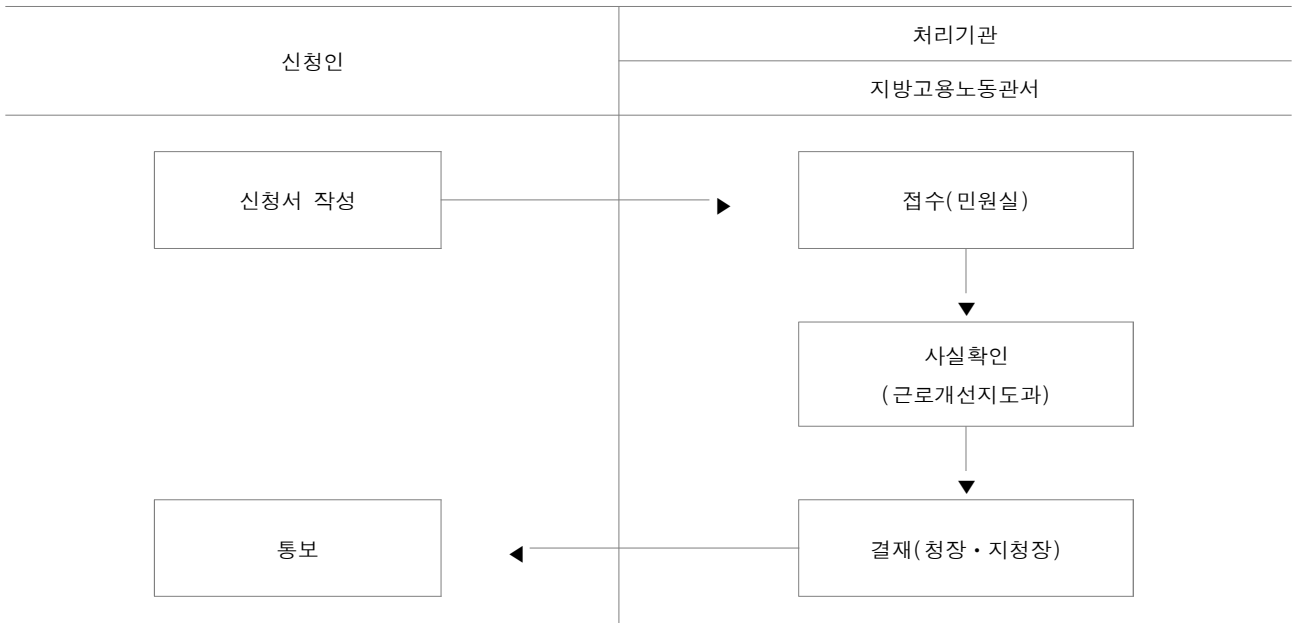 신청인
처리기관
지방고용노동관서
신청서 작성
접수(민원실)
사실확인
(근로개선지도과)
통보
결재(청장・지청장)